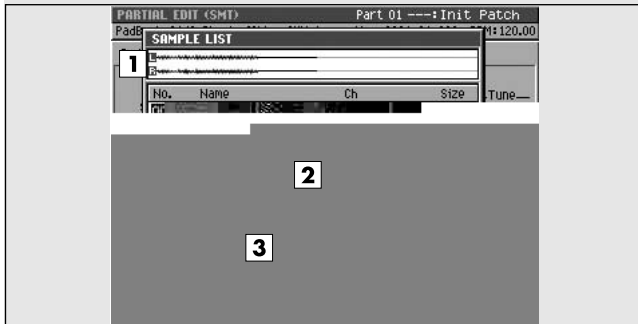 PARTIAL EDIT (SMT) Part 01 ---:Init Patch
SAMPLE LIST
:120.00
1
L
R
No. Name Ch Size
Tune
2
3